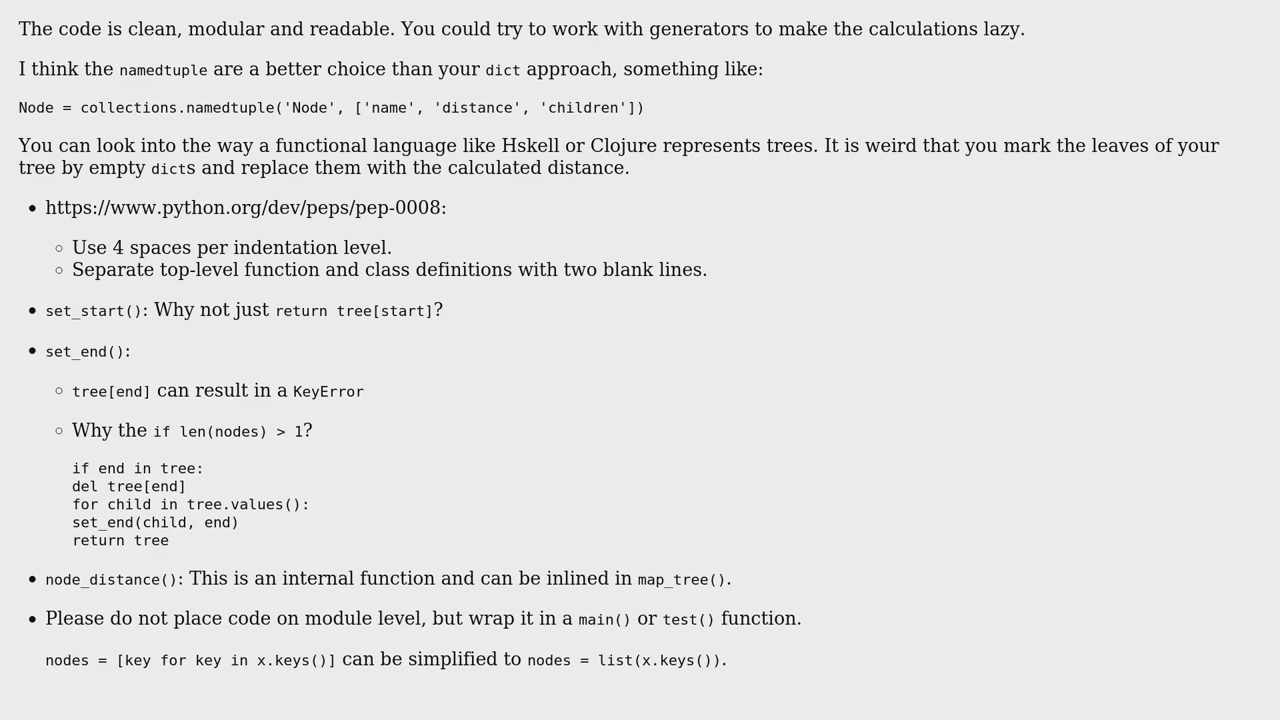 The code is clean, modular and readable. You could try to work with generators to make the calculations lazy.
I think the namedtuple are a better choice than your dict approach, something like:
Node = collections.namedtuple('Node', ['name', 'distance', 'children'])
You can look into the way a functional language like Hskell or Clojure represents trees. It is weird that you mark the leaves of your
tree by empty dicts and replace them with the calculated distance.
• https://www.python.org/dev/peps/pep-0008:
◦ Use 4 spaces per indentation level.
◦ Separate top-level function and class definitions with two blank lines.
• set_start(): Why not just return tree[start]?
• set_end():
◦ tree[end] can result in a KeyError
◦ Why the if len(nodes) > 1?
if end in tree:
del tree[end]
for child in tree.values():
set_end(child, end)
return tree
• node_distance(): This is an internal function and can be inlined in map_tree().
• Please do not place code on module level, but wrap it in a main() or test() function.
nodes = [key for key in x.keys()] can be simplified to nodes = list(x.keys()).